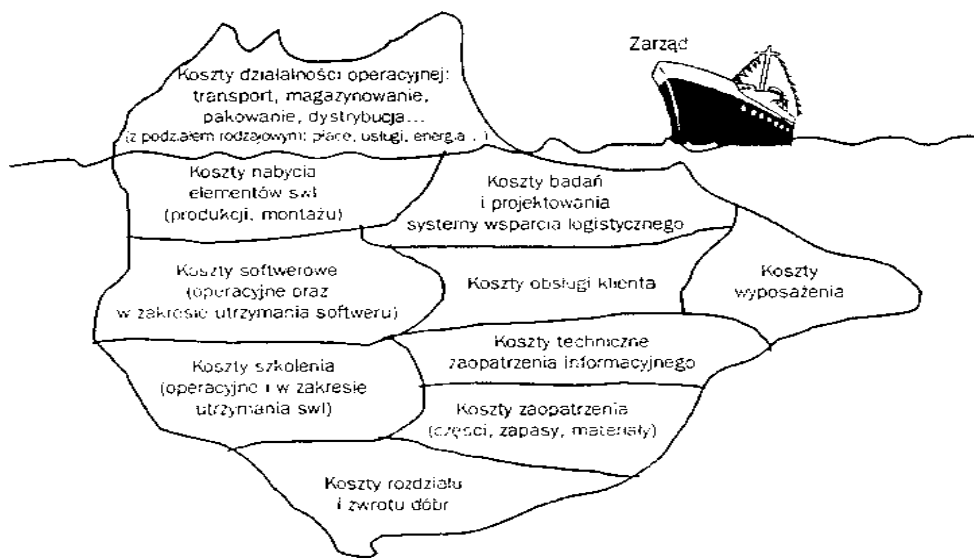 Zarząd
Koszty działalności operacyjnej:
transport, magazynowanie,
pakowanie, dystrybucja...
(z podziałem rodzajowym: płace, usługi, energia...)
Koszty nabycia
elementów swl
(produkcji, montażu)
Koszty badań
i projektowania
systemy wsparcia logistycznego
Koszty softwerowe
(operacyjne oraz
w zakresie utrzymania softweru)
Koszty obsługi klienta
Koszty
wyposażenia
Koszty techniczne
zaopatrzenia informacyjnego
Koszty szkolenia
(operacyjne i w zakresie
utrzymania swl)
Koszty zaopatrzenia
(części, zapasy, materiały)
Koszty rozdziału
i zwrotu dóbr